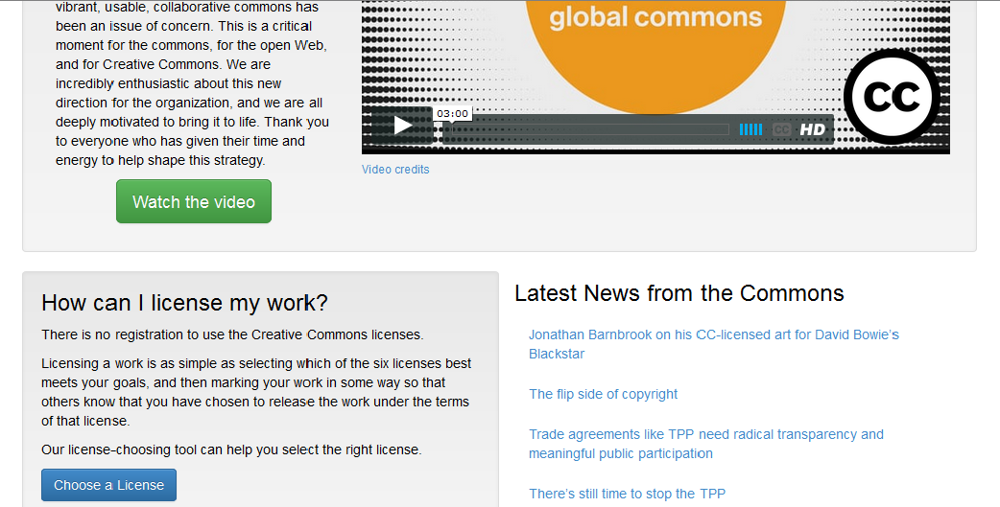 vibrant, usable, collaborative commons has
been an issue of concern. This is a critical
moment for the commons, for the open Web,
and for Creative Commons. We are
incredibly enthusiastic about this new
direction for the organization, and we are all
deeply motivated to bring it to life. Thank you
to everyone who has given their time and
energy to help shape this strategy.
Watch the video
global commons
03:00
CC
HD
CC
Video credits
How can I license my work?
There is no registration to use the Creative Commons licenses.
Licensing a work is as simple as selecting which of the six licenses best
meets your goals, and then marking your work in some way so that
others know that you have chosen to release the work under the terms
of that license.
Our license-choosing tool can help you select the right license.
Choose a License
Latest News from the Commons
Jonathan Barnbrook on his CC-licensed art for David Bowie's
Blackstar
The flip side of copyright
Trade agreements like TPP need radical transparency and
meaningful public participation
There's still time to stop the TPP